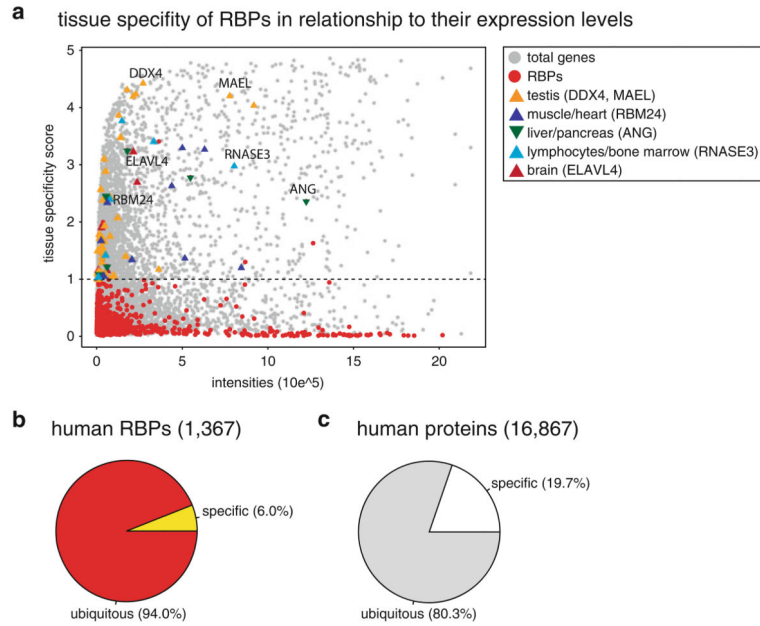 a tissue specifity of RBPs in relationship to their expression levels
5
4
3
2
1
0
tissue specificity score
DDX4
MAEL
ELAVL4
RNASE3
RBM24
ANG
0 5 10 15 20
intensities (10e^5)
total genes
RBPs
testis (DDX4, MAEL)
muscle/heart (RBM24)
liver/pancreas (ANG)
lymphocytes/bone marrow (RNASE3)
brain (ELAVL4)
b human RBPs (1,367)
specific (6.0%)
ubiquitous (94.0%)
c human proteins (16,867)
specific (19.7%)
ubiquitous (80.3%)